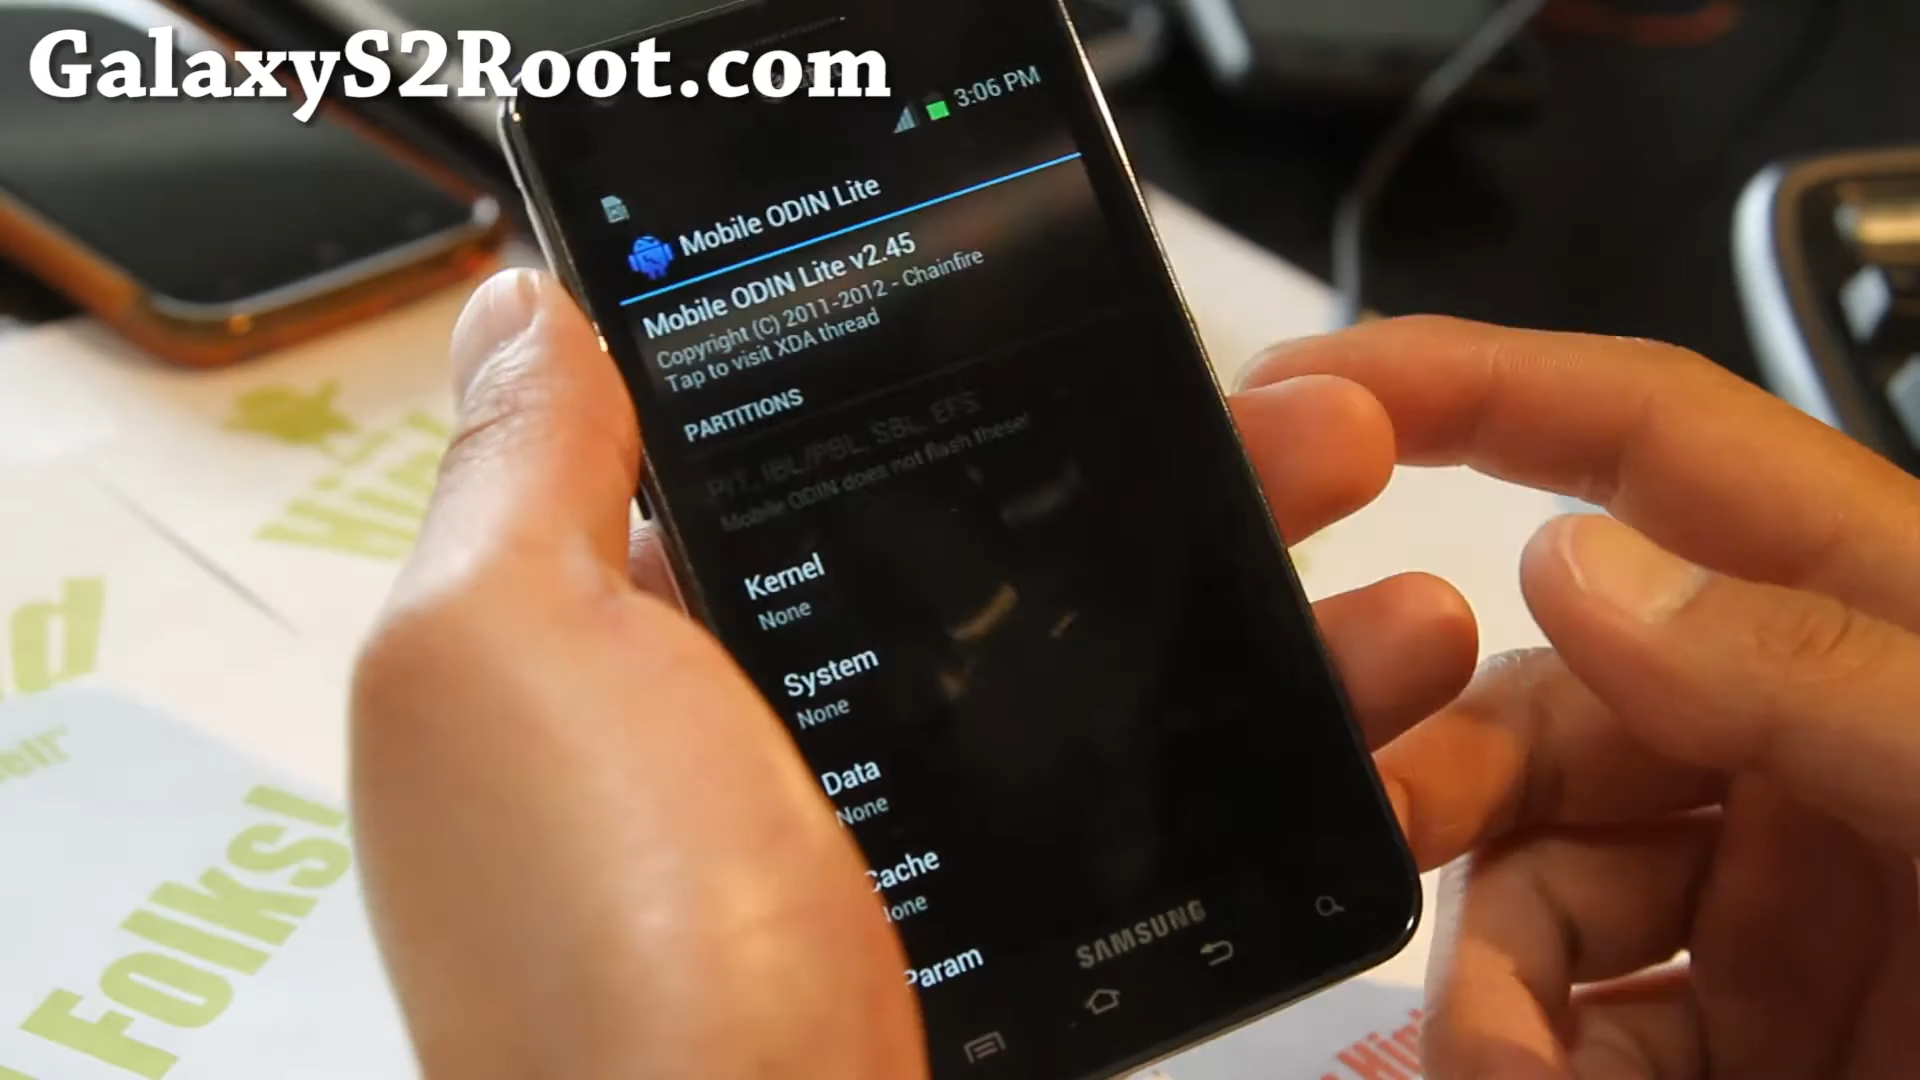 GalaxyS2Root.com
3:06 PM
Mobile ODIN Lite
Mobile ODIN Lite v2.45
Copyright (C) 2011-2012 - Chainfire
Tap to visit XDA thread
PARTITIONS
PIT, IBL/PBL, SBL, EFS
Mobile ODIN does not flash these!
Kernel
None
System
None
Data
None
Cache
None
Param
SAMSUNG
Folks!